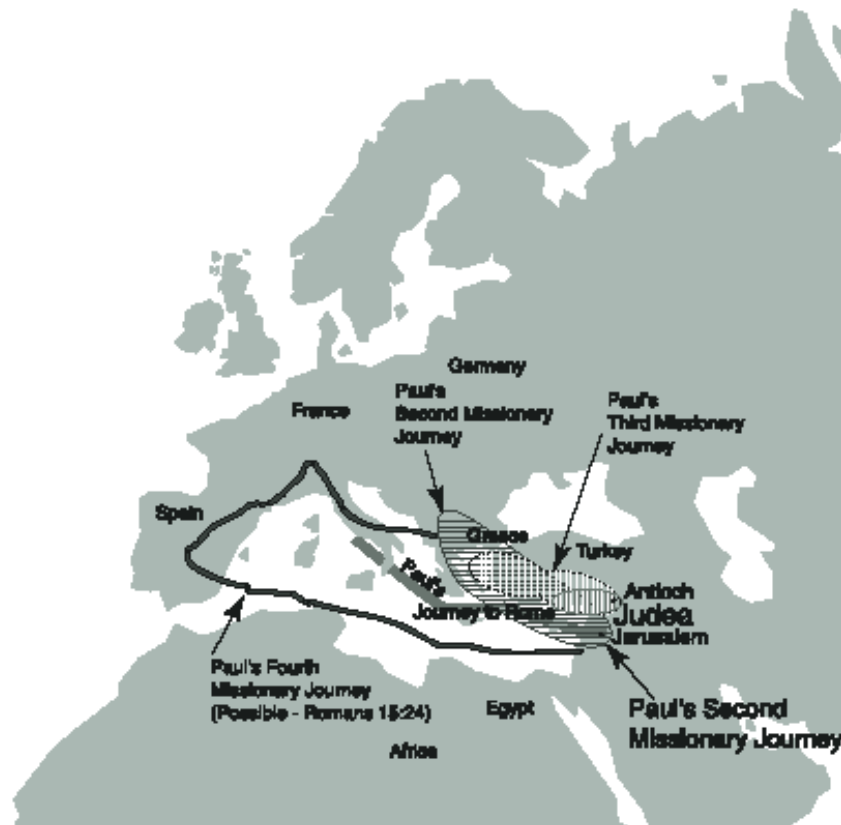 Germany
Paul's
Second Missionary
Journey
France
Paul's
Third Missionary
Journey
Spain
Greece
Turkey
Paul's
Journey to Rome
Antioch
Judea
Jerusalem
Paul's Fourth
Missionary Journey
(Possible - Romans 15:24)
Egypt
Paul's Second
Missionary Journey
Africa